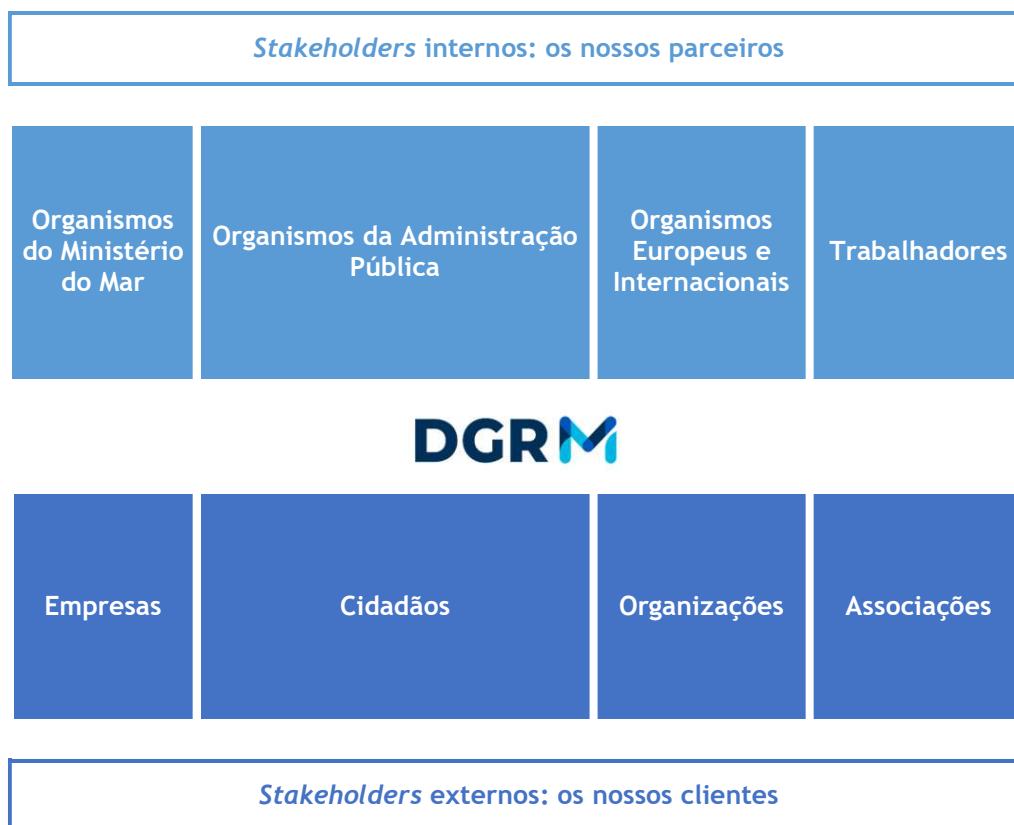 Stakeholders internos: os nossos parceiros
Organismos
do Ministério
do Mar
Organismos da Administração
Pública
Organismos
Europeus e
Internacionais
Trabalhadores
DGRM
Empresas
Cidadãos
Organizações
Associações
Stakeholders externos: os nossos clientes